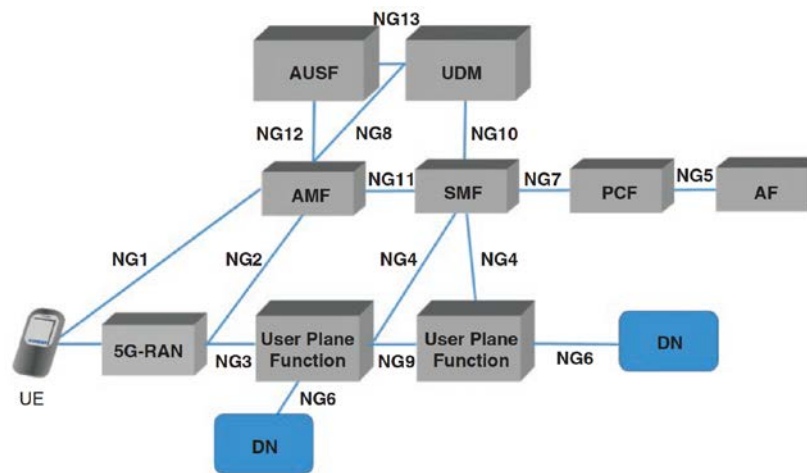 NG13
AUSF
UDM
NG12
NG8
NG10
AMF
NG11
SMF
NG7
PCF
NG5
AF
NG1
NG2
NG4
NG4
5G-RAN
NG3
User Plane
Function
NG9
User Plane
Function
NG6
DN
UE
NG6
DN